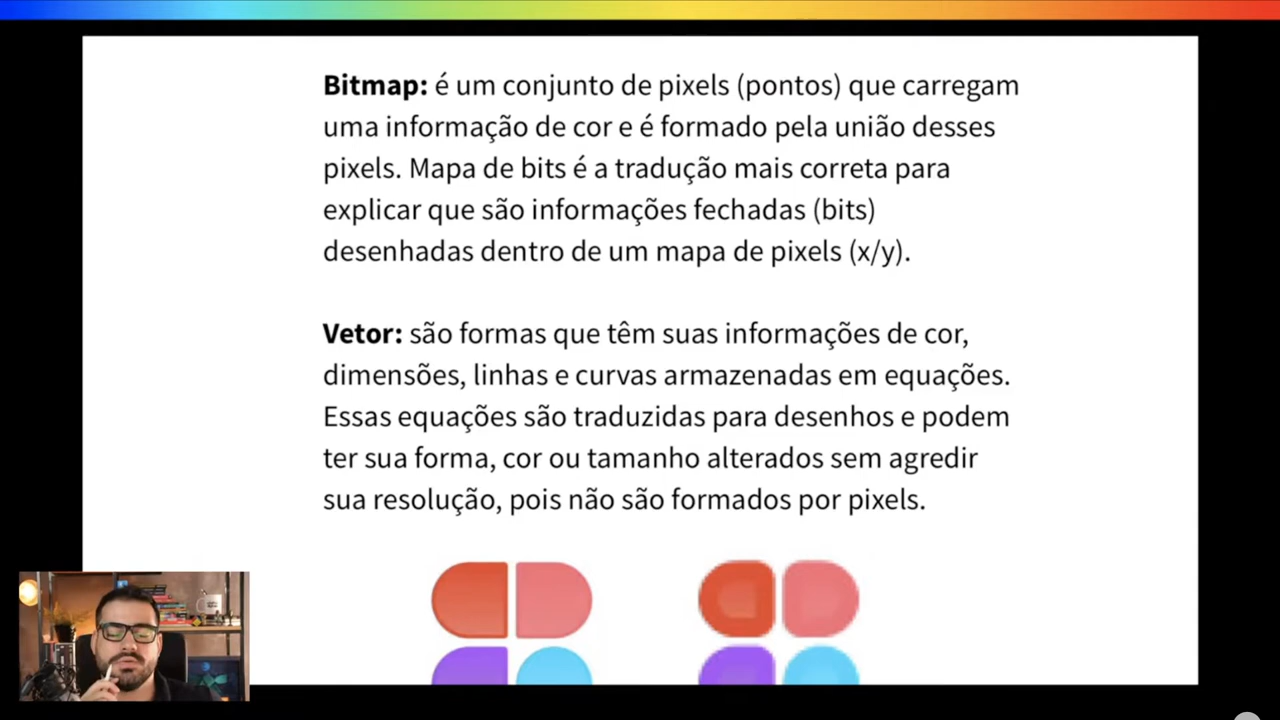 Bitmap: é um conjunto de pixels (pontos) que carregam
uma informação de cor e é formado pela união desses
pixels. Mapa de bits é a tradução mais correta para
explicar que são informações fechadas (bits)
desenhadas dentro de um mapa de pixels (x/y).
Vetor: são formas que têm suas informações de cor,
dimensões, linhas e curvas armazenadas em equações.
Essas equações são traduzidas para desenhos e podem
ter sua forma, cor ou tamanho alterados sem agredir
sua resolução, pois não são formados por pixels.